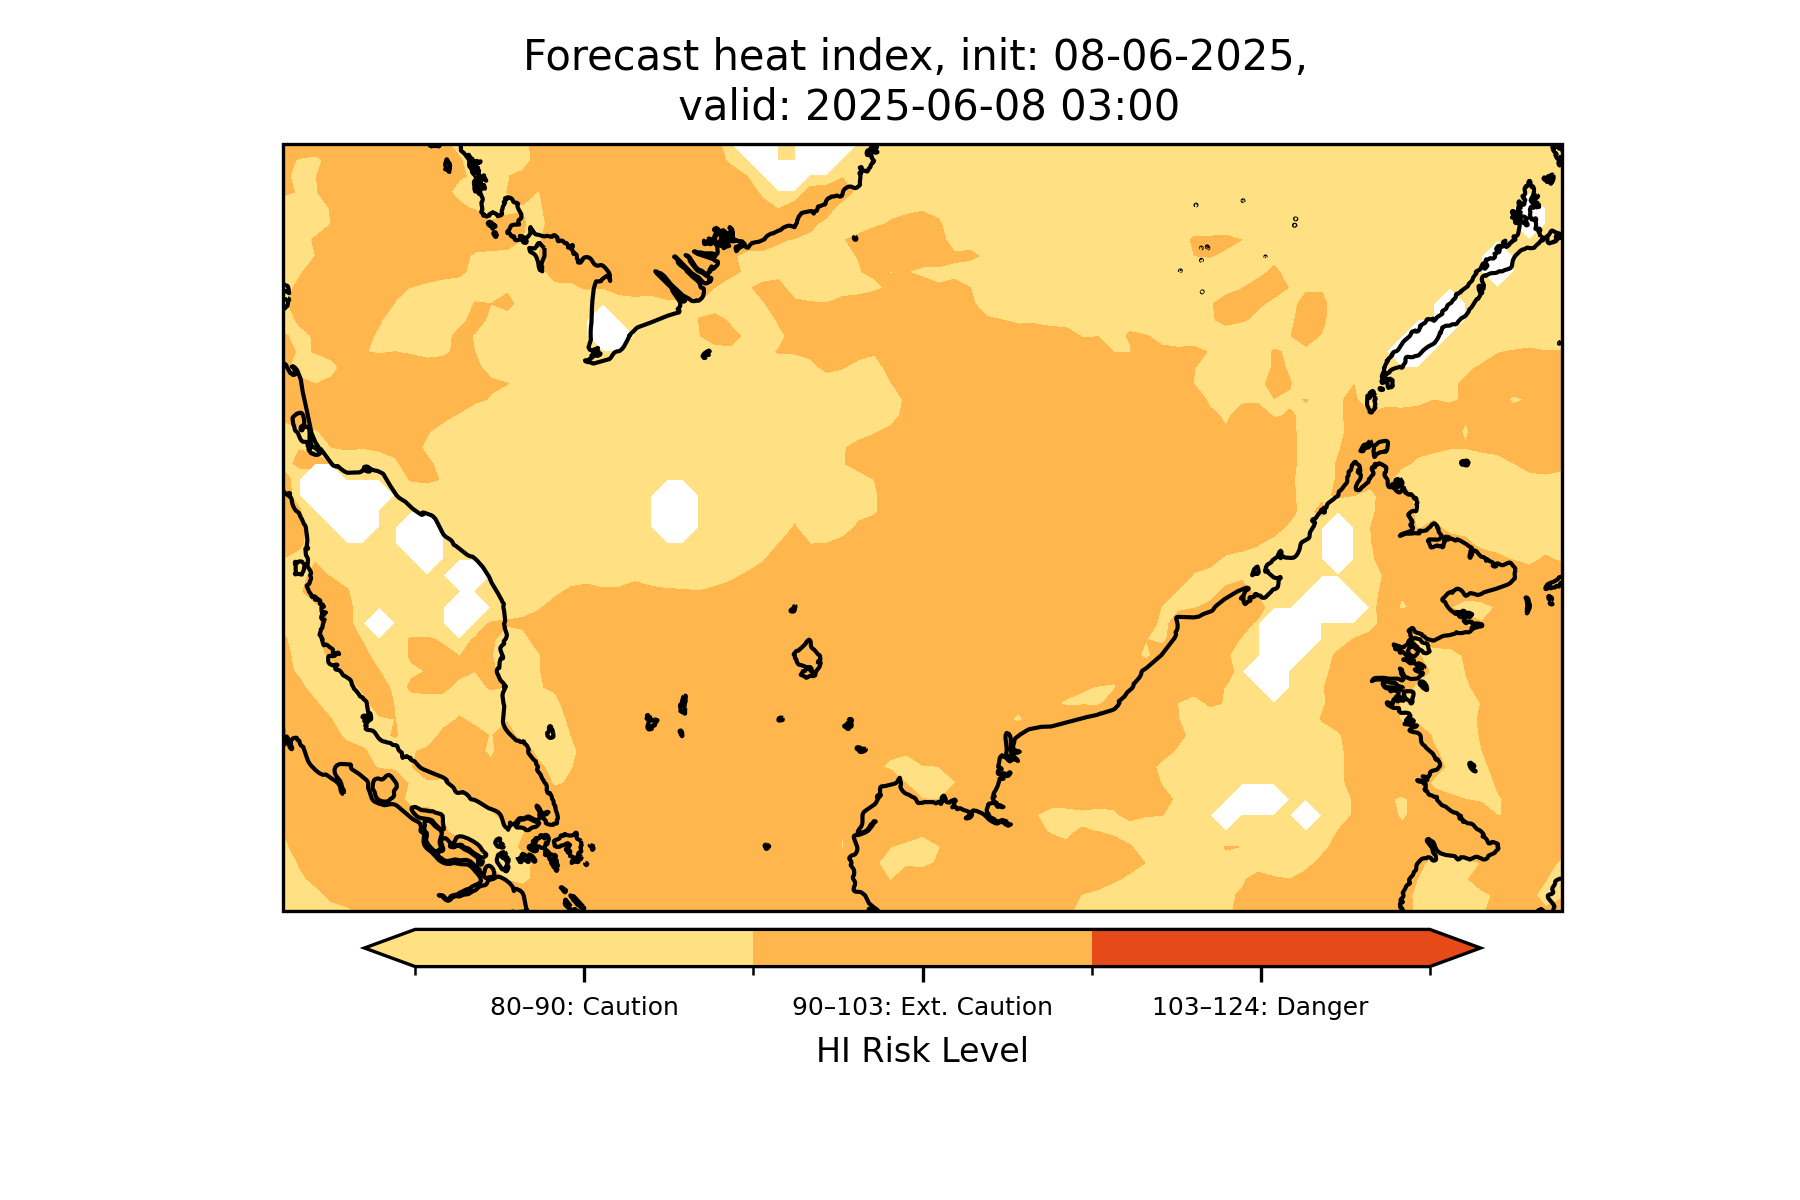 Forecast heat index, init: 08-06-2025,
valid: 2025-06-08 03:00
80–90: Caution
90–103: Ext. Caution
103–124: Danger
HI Risk Level